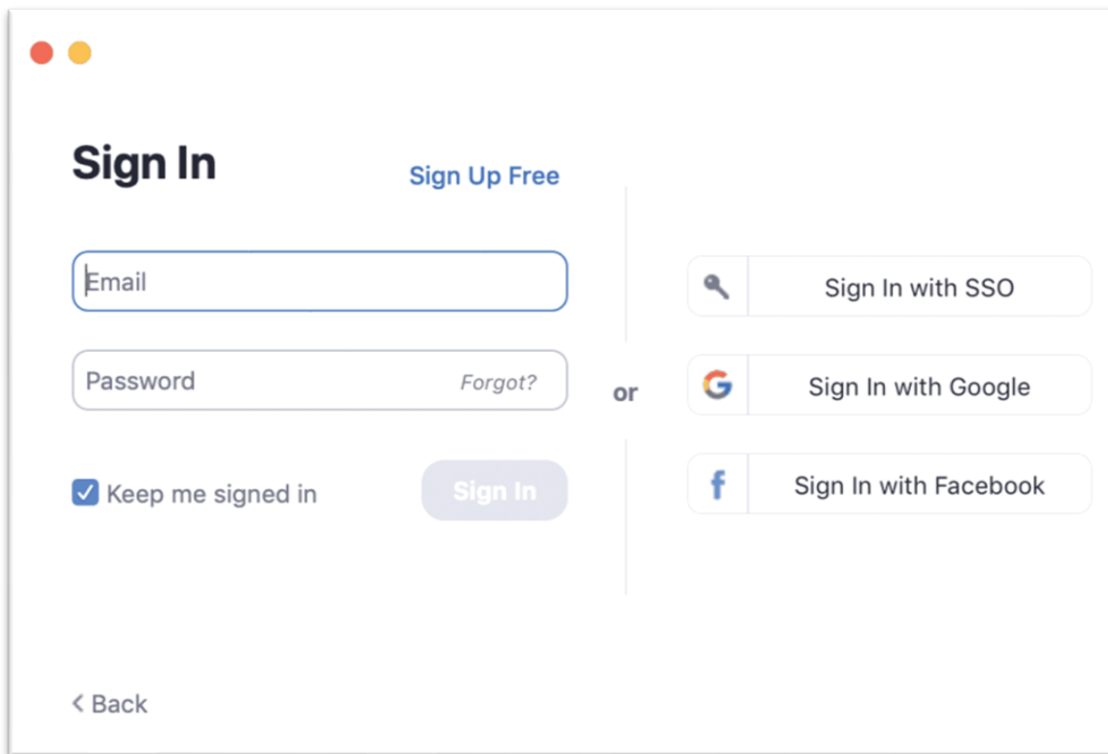 Sign In
Sign Up Free
Email
Password
Forgot?
Keep me signed in
Sign In
or
Sign In with SSO
Sign In with Google
Sign In with Facebook
Back